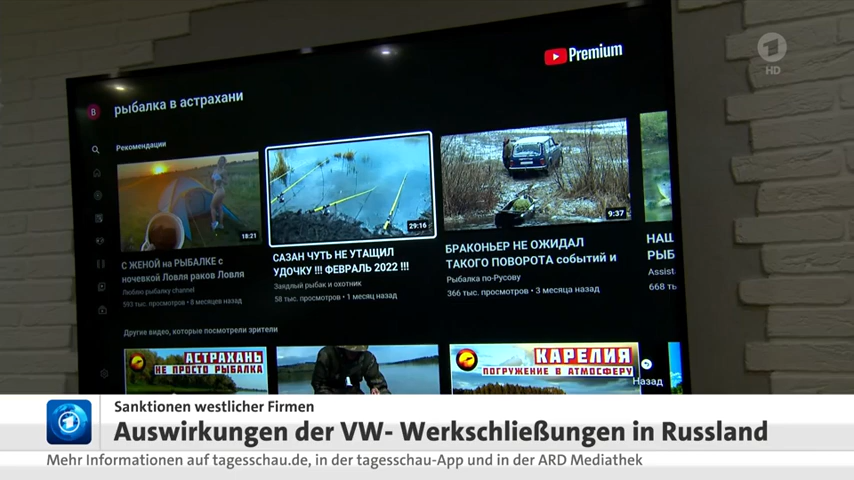 1
HD
Premium
В
рыбалка в астрахани
Рекомендации
18:21
29:16
9:37
С ЖЕНОЙ на РЫБАЛКЕ с
ночевкой Ловля раков Ловля
Люблю рыбалку channel
593 тыс. просмотров • 8 месяцев назад
САЗАН ЧУТЬ НЕ УТАЩИЛ
УДОЧКУ !!! ФЕВРАЛЬ 2022 !!!
Заядлый рыбак и охотник
58 тыс. просмотров • 1 месяц назад
БРАКОНЬЕР НЕ ОЖИДАЛ
ТАКОГО ПОВОРОТА событий и
Рыбалка по-Русову
366 тыс. просмотров • 3 месяца назад
НАШ
РЫБ
Assist
668 ты
Другие видео, которые посмотрели зрители
АСТРАХАНЬ
НЕ ПРОСТО РЫБАЛКА
КАРЕЛИЯ
ПОГРУЖЕНИЕ В АТМОСФЕРУ
Назад
Sanktionen westlicher Firmen
Auswirkungen der VW- Werkschließungen in Russland
Mehr Informationen auf tagesschau.de, in der tagesschau-App und in der ARD Mediathek